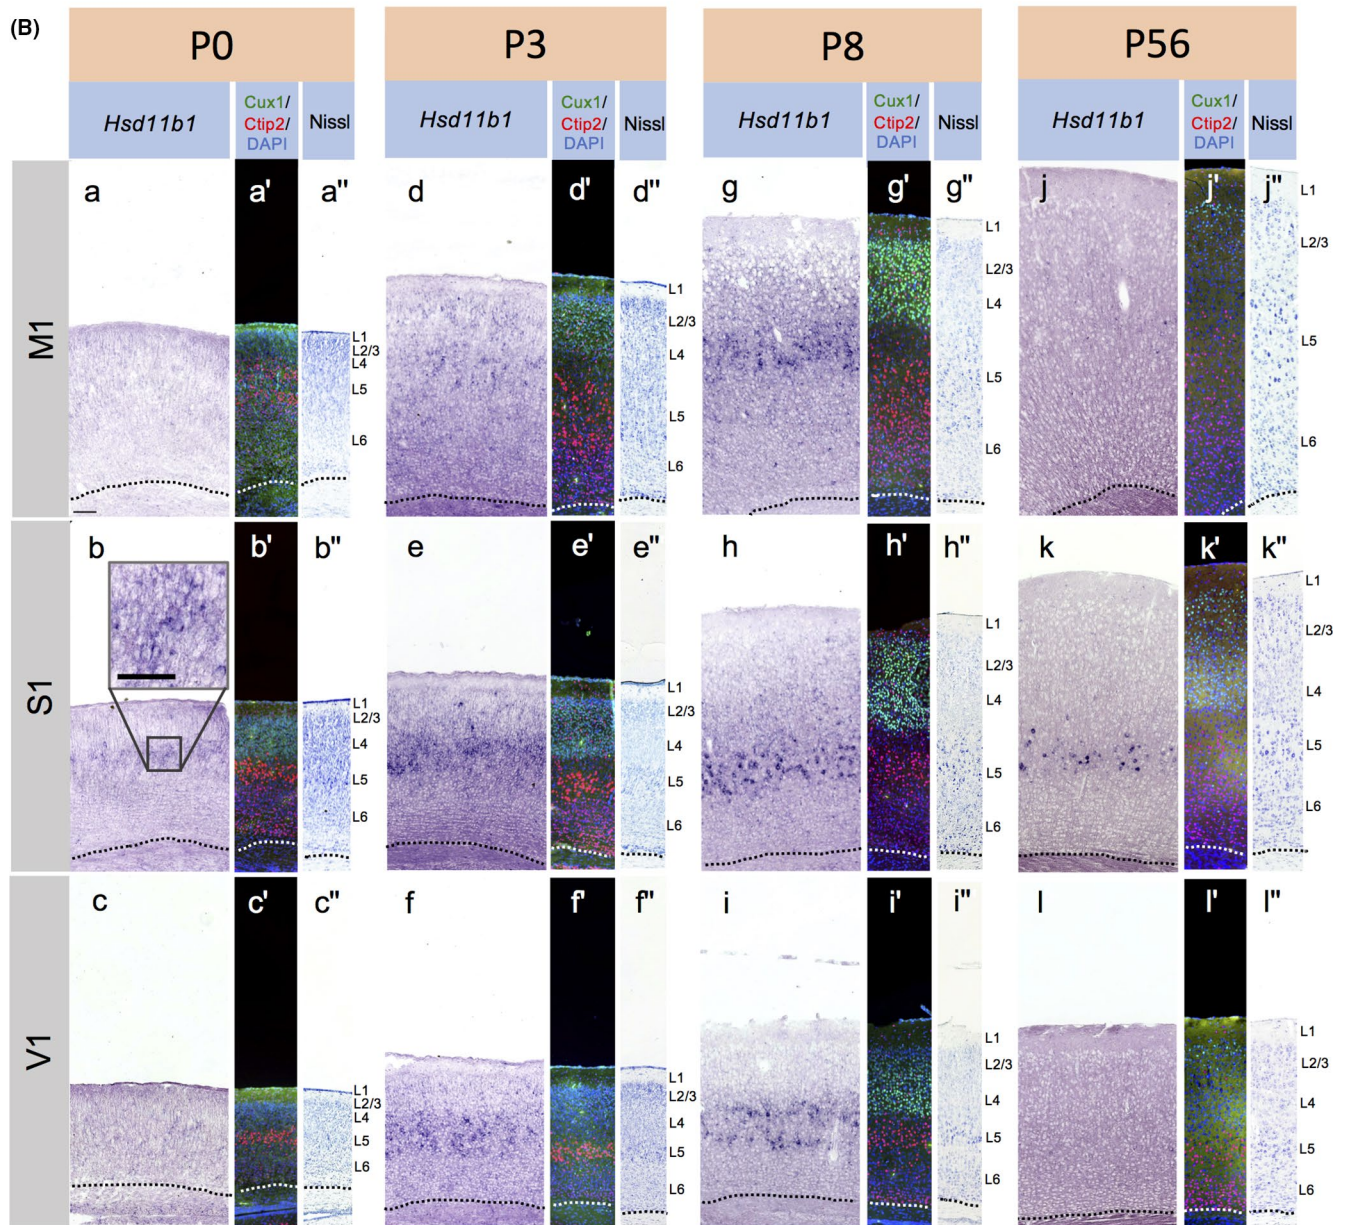 (B)
P0 P3 P8 P56
Hsd11b1 Cux1/ Nissl Hsd11b1 Cux1/ Nissl Hsd11b1 Cux1/ Nissl Hsd11b1 Cux1/ Nissl
Ctip2/ Ctip2/ Ctip2/ Ctip2/
DAPI DAPI DAPI DAPI
M1
a a' a" d d' d" g g' g" j j' j"
L1
L2/3
L4
L5
L6
L1
L2/3
L4
L5
L6
L1
L2/3
L4
L5
L6
L1
L2/3
L5
L6
S1
b b' b" e e' e" h h' h" k k' k"
L1
L2/3
L4
L5
L6
L1
L2/3
L4
L5
L6
L1
L2/3
L4
L5
L6
L1
L2/3
L4
L5
L6
V1
c c' c" f f' f" i i' i" l l' l"
L1
L2/3
L4
L5
L6
L1
L2/3
L4
L5
L6
L1
L2/3
L4
L5
L6
L1
L2/3
L4
L5
L6